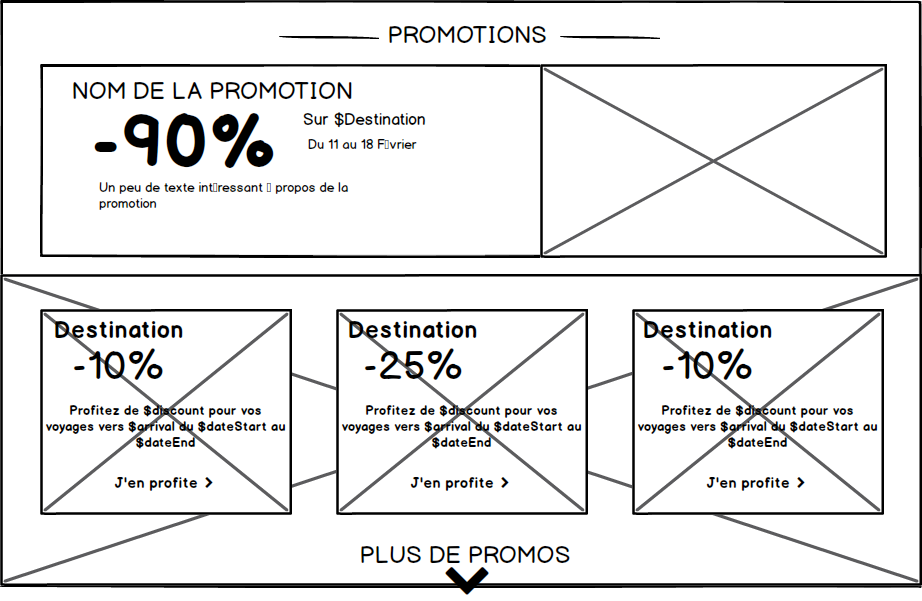 PROMOTIONS
NOM DE LA PROMOTION
-90%
Sur $Destination
Du 11 au 18 F▯vrier
Un peu de texte int▯ressant ▯ propos de la
promotion
Destination
-10%
Profitez de $discount pour vos
voyages vers $arrival du $dateStart au
$dateEnd
J'en profite >
Destination
-25%
Profitez de $discount pour vos
voyages vers $arrival du $dateStart au
$dateEnd
J'en profite >
Destination
-10%
Profitez de $discount pour vos
voyages vers $arrival du $dateStart au
$dateEnd
J'en profite >
PLUS DE PROMOS